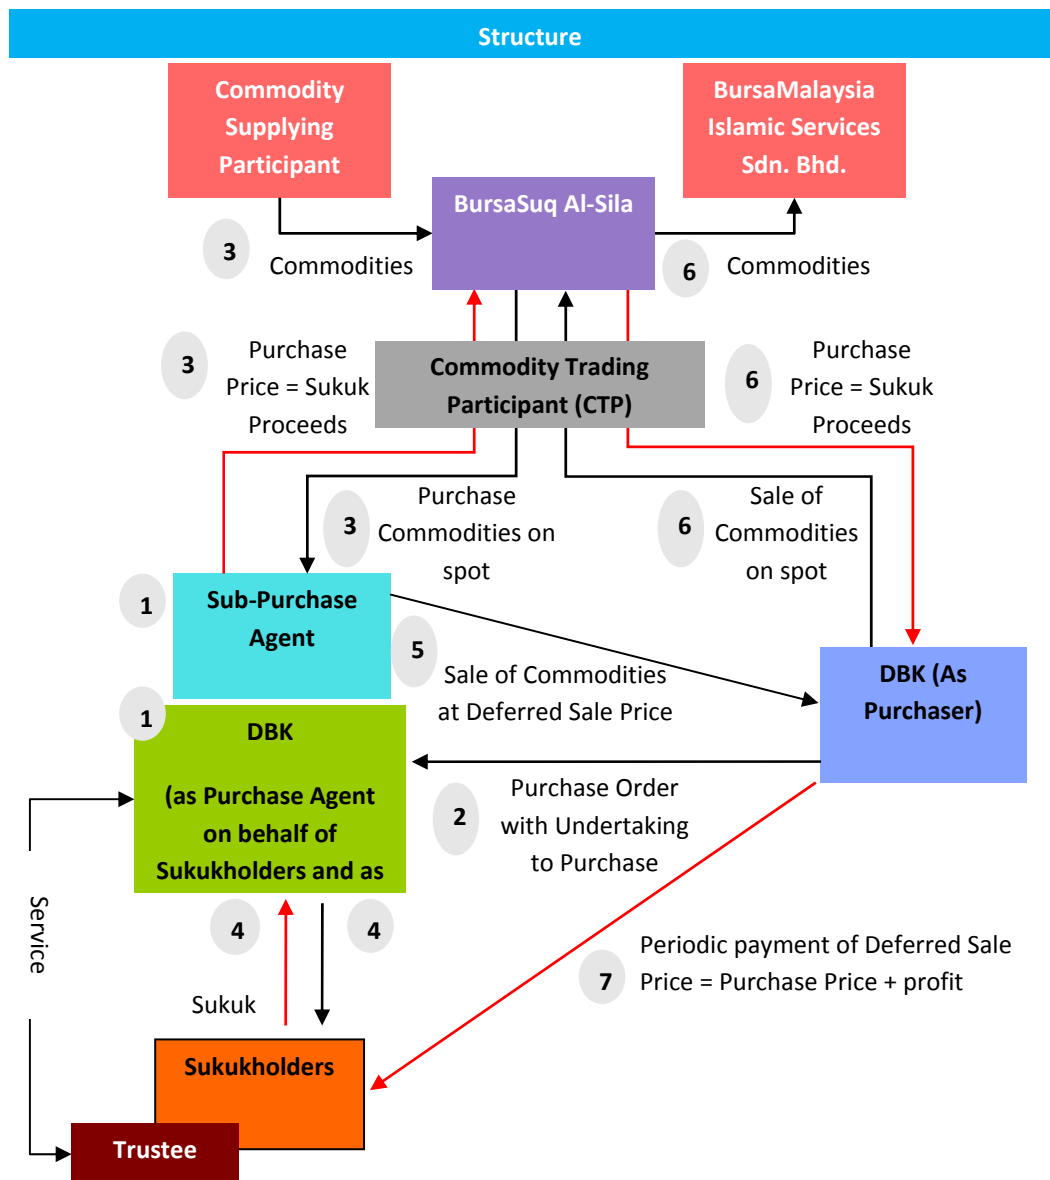 Structure
Commodity
Supplying
Participant
BursaMalaysia
Islamic Services
Sdn. Bhd.
BursaSuq Al-Sila
3
Commodities
6
Commodities
3
Purchase
Price = Sukuk
Proceeds
Commodity Trading
Participant (CTP)
6
Purchase
Price = Sukuk
Proceeds
3
Purchase
Commodities on
spot
6
Sale of
Commodities
on spot
1
Sub-Purchase
Agent
5
Sale of Commodities
at Deferred Sale Price
DBK (As
Purchaser)
1
DBK
(as Purchase Agent
on behalf of
Sukukholders and as
2
Purchase Order
with Undertaking
to Purchase
Service
4
4
Sukuk
7
Periodic payment of Deferred Sale
Price = Purchase Price + profit
Sukukholders
Trustee